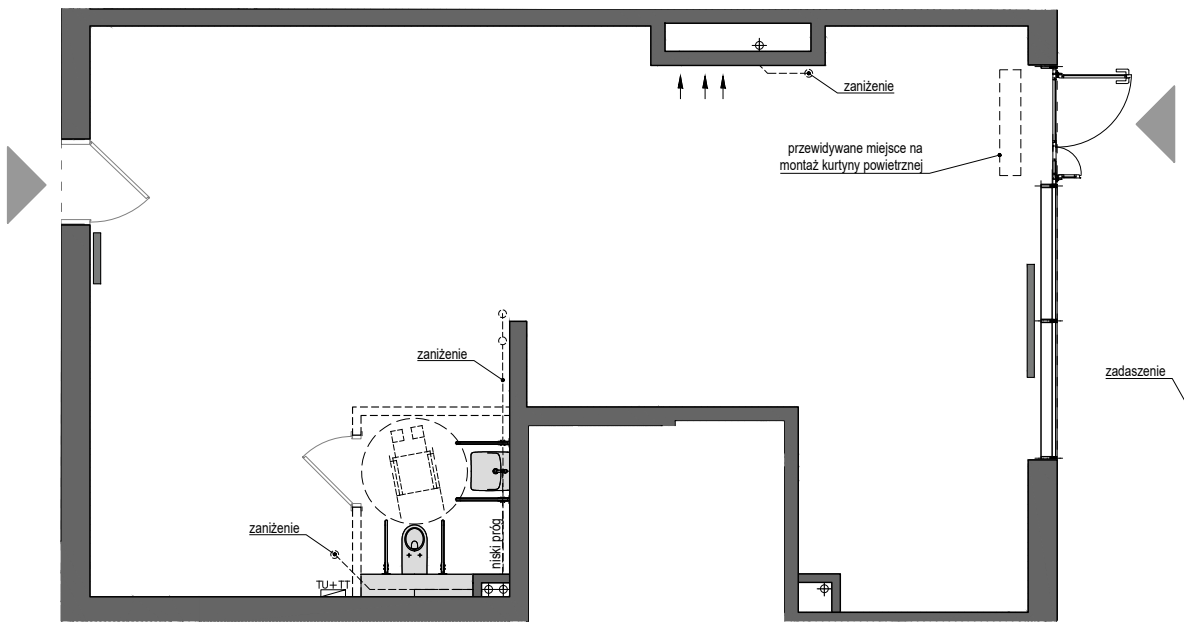 zaniżenie
przewidywane miejsce na
montaż kurtyny powietrznej
zaniżenie
zadaszenie
zaniżenie
niski próg
TU+TT